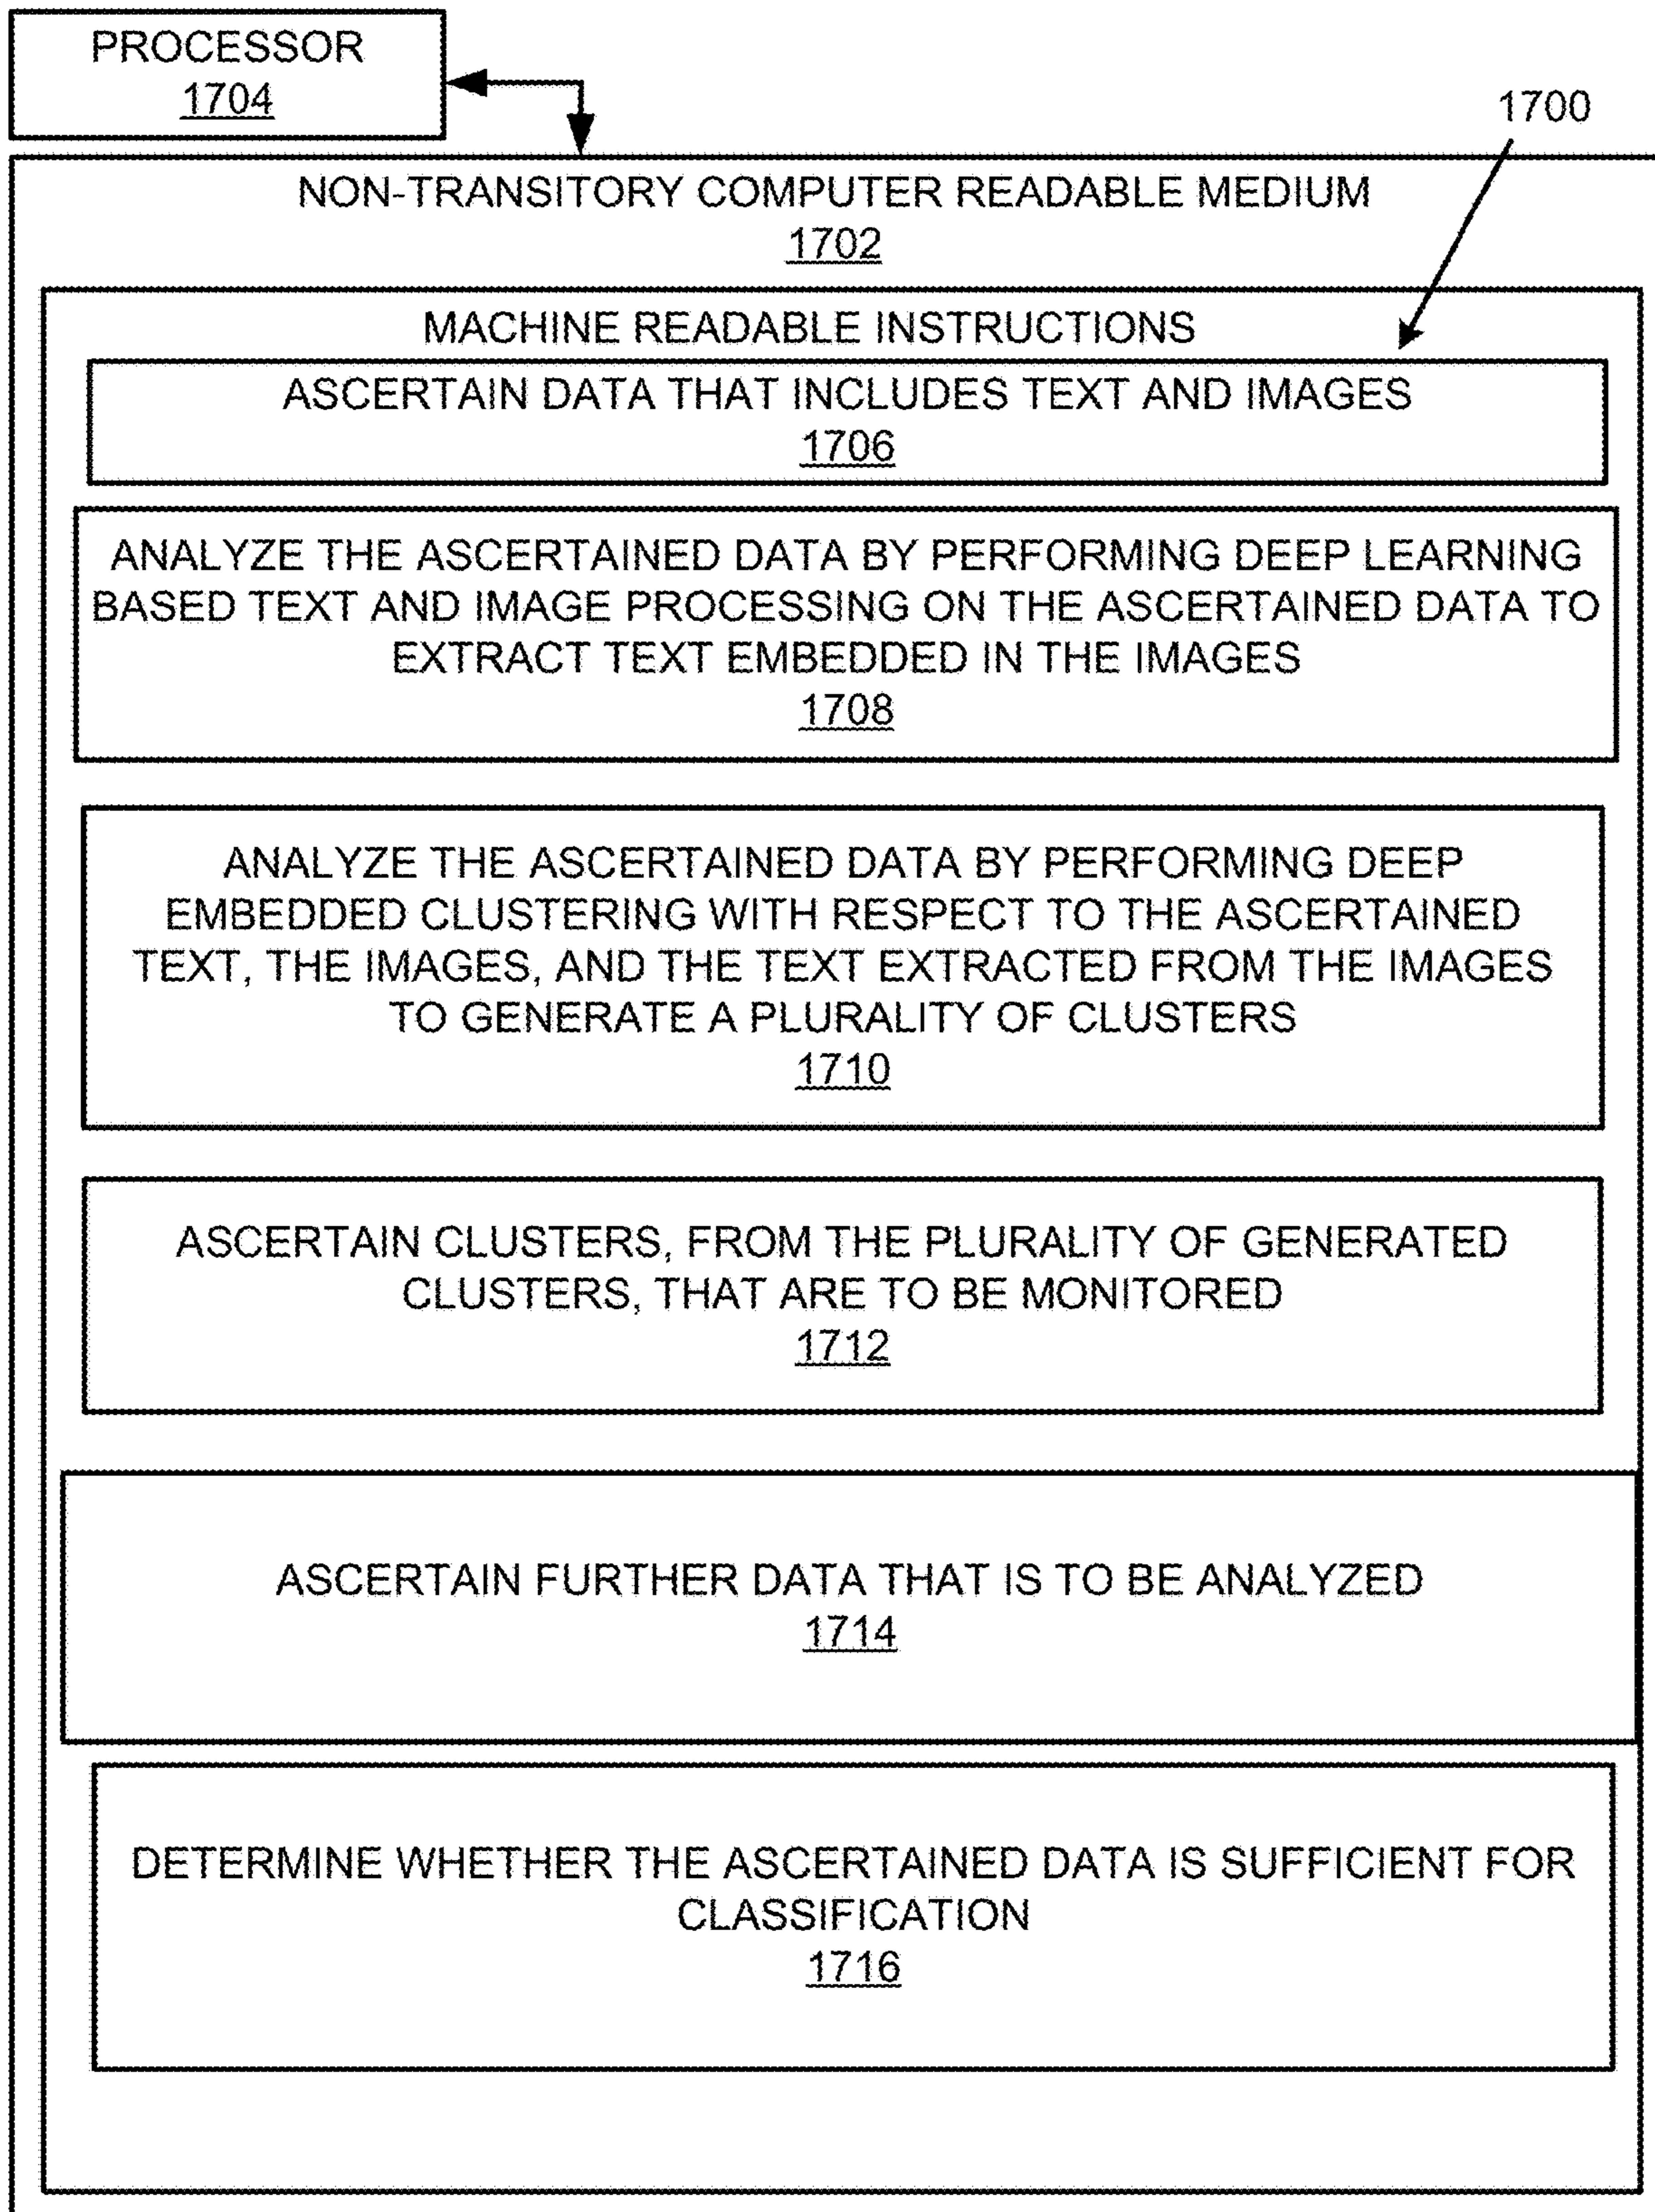 PROCESSOR
1704
1700
NON-TRANSITORY COMPUTER READABLE MEDIUM
1702
MACHINE READABLE INSTRUCTIONS
ASCERTAIN DATA THAT INCLUDES TEXT AND IMAGES
1706
ANALYZE THE ASCERTAINED DATA BY PERFORMING DEEP LEARNING
BASED TEXT AND IMAGE PROCESSING ON THE ASCERTAINED DATA TO
EXTRACT TEXT EMBEDDED IN THE IMAGES
1708
ANALYZE THE ASCERTAINED DATA BY PERFORMING DEEP
EMBEDDED CLUSTERING WITH RESPECT TO THE ASCERTAINED
TEXT, THE IMAGES, AND THE TEXT EXTRACTED FROM THE IMAGES
TO GENERATE A PLURALITY OF CLUSTERS
1710
ASCERTAIN CLUSTERS, FROM THE PLURALITY OF GENERATED
CLUSTERS, THAT ARE TO BE MONITORED
1712
ASCERTAIN FURTHER DATA THAT IS TO BE ANALYZED
1714
DETERMINE WHETHER THE ASCERTAINED DATA IS SUFFICIENT FOR
CLASSIFICATION
1716